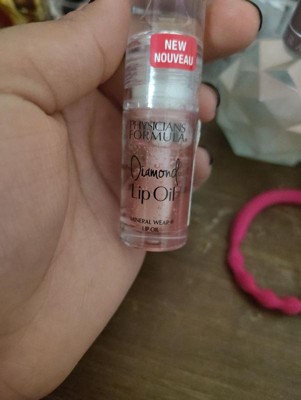 NEW
NOUVEAU
PHYSICIANS
FORMULA®
Diamond
Lip Oil
MINERAL WEAR®
LIP OIL